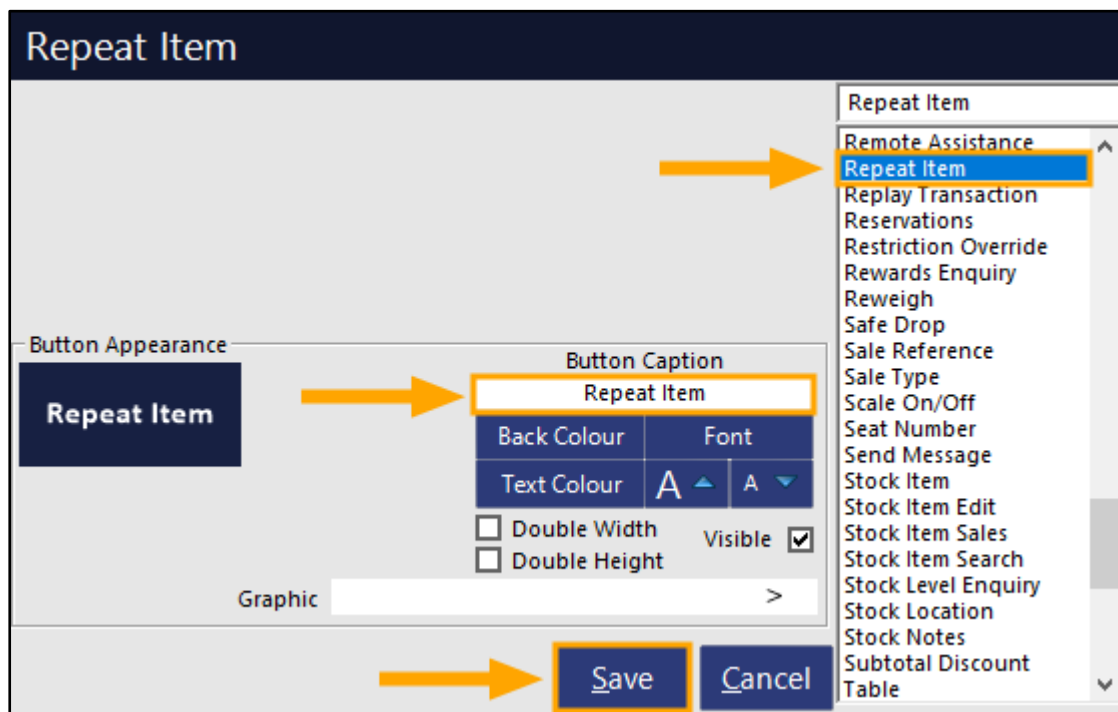 Repeat Item
Repeat Item
Remote Assistance
Repeat Item
Replay Transaction
Reservations
Restriction Override
Rewards Enquiry
Reweigh
Safe Drop
Sale Reference
Sale Type
Scale On/Off
Seat Number
Send Message
Stock Item
Stock Item Edit
Stock Item Sales
Stock Item Search
Stock Level Enquiry
Stock Location
Stock Notes
Subtotal Discount
Table
Button Appearance
Repeat Item
Button Caption
Repeat Item
Back Colour Font
Text Colour A A
Double Width Visible
Double Height
Graphic >
Save Cancel